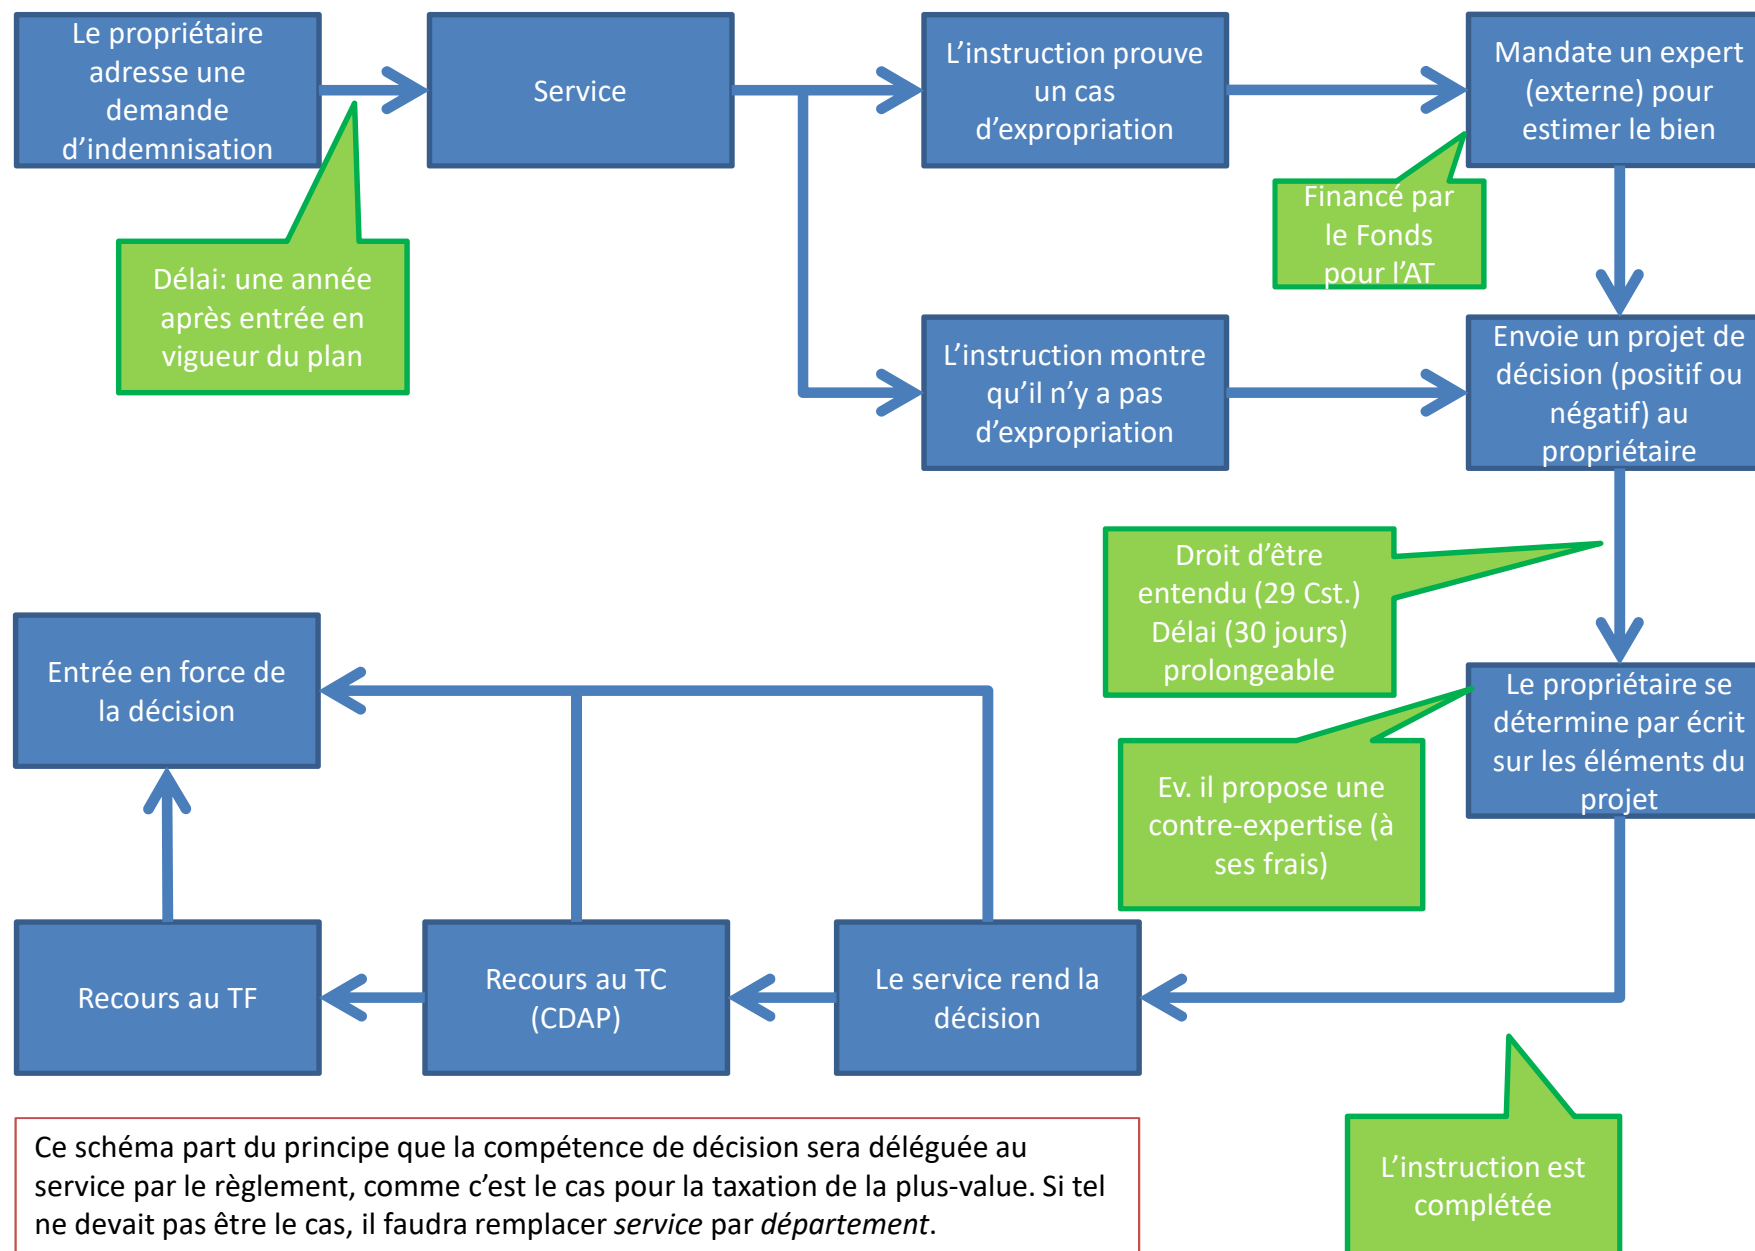 Le propriétaire
adresse une
demande
d'indemnisation
Service
L'instruction prouve
un cas
d'expropriation
Mandate un expert
(externe) pour
estimer le bien
Délai: une année
après entrée en
vigueur du plan
Financé par
le Fonds
pour l'AT
L'instruction montre
qu'il n'y a pas
d'expropriation
Envoie un projet de
décision (positif ou
négatif) au
propriétaire
Droit d'être
entendu (29 Cst.)
Délai (30 jours)
prolongeable
Le propriétaire se
détermine par écrit
sur les éléments du
projet
Ev. il propose une
contre-expertise (à
ses frais)
Entrée en force de
la décision
Recours au TF
Recours au TC
(CDAP)
Le service rend la
décision
L'instruction est
complétée
Ce schéma part du principe que la compétence de décision sera déléguée au
service par le règlement, comme c'est le cas pour la taxation de la plus-value. Si tel
ne devait pas être le cas, il faudra remplacer service par département.